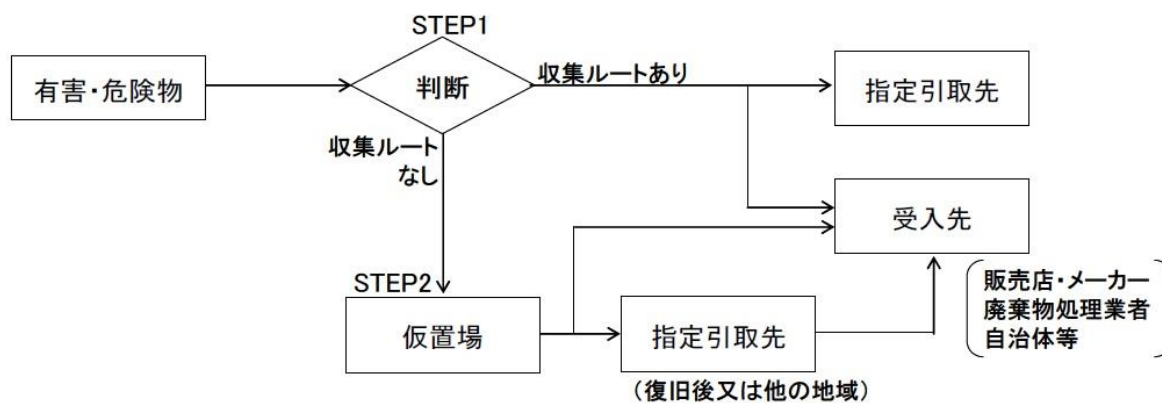 STEP1
有害・危険物
判断
収集ルートあり
指定引取先
収集ルート
なし
受入先
STEP2
仮置場
指定引取先
(復旧後又は他の地域)
販売店・メーカー
廃棄物処理業者
自治体等